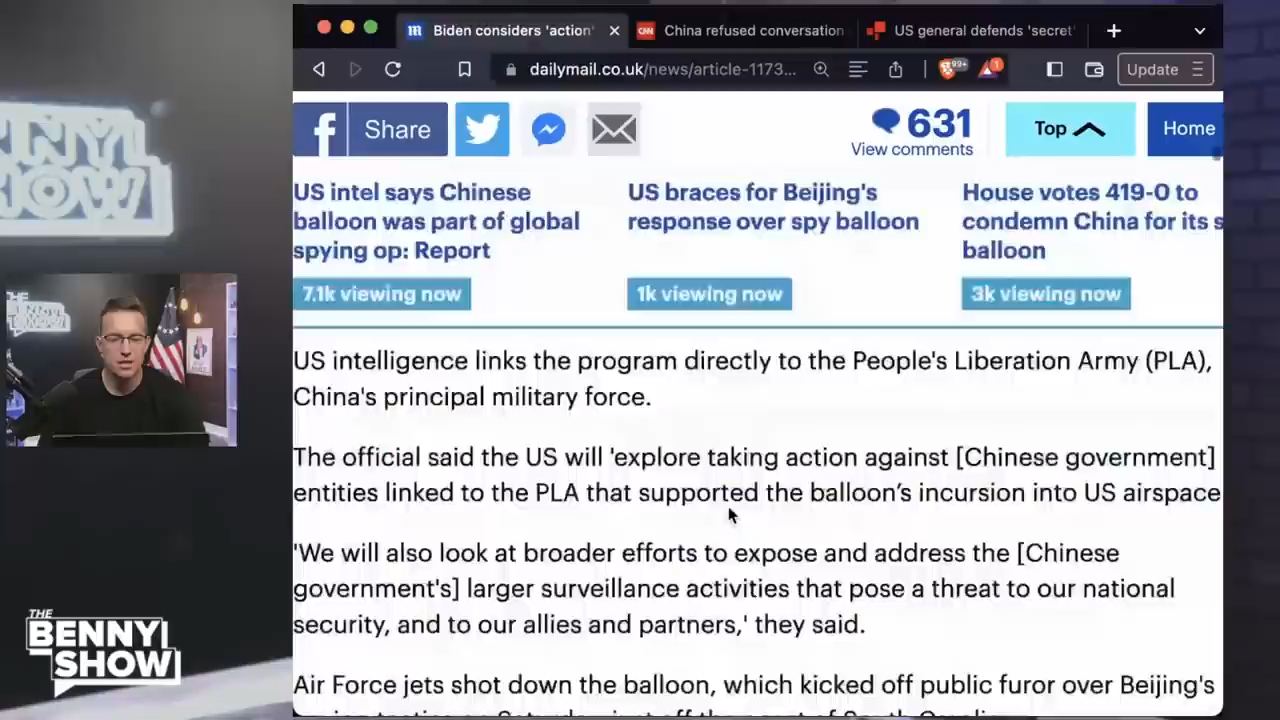 Biden considers 'action'
China refused conversation
US general defends 'secret'
dailymail.co.uk/news/article-1173...
99+
1
Update
Share
631
View comments
Top
Home
US intel says Chinese
balloon was part of global
spying op: Report
7.1k viewing now
US braces for Beijing's
response over spy balloon
1k viewing now
House votes 419-0 to
condemn China for its s
balloon
3k viewing now
US intelligence links the program directly to the People's Liberation Army (PLA),
China's principal military force.
The official said the US will 'explore taking action against [Chinese government]
entities linked to the PLA that supported the balloon's incursion into US airspace
'We will also look at broader efforts to expose and address the [Chinese
government's] larger surveillance activities that pose a threat to our national
security, and to our allies and partners,' they said.
Air Force jets shot down the balloon, which kicked off public furor over Beijing's
THE
BENNY
SHOW